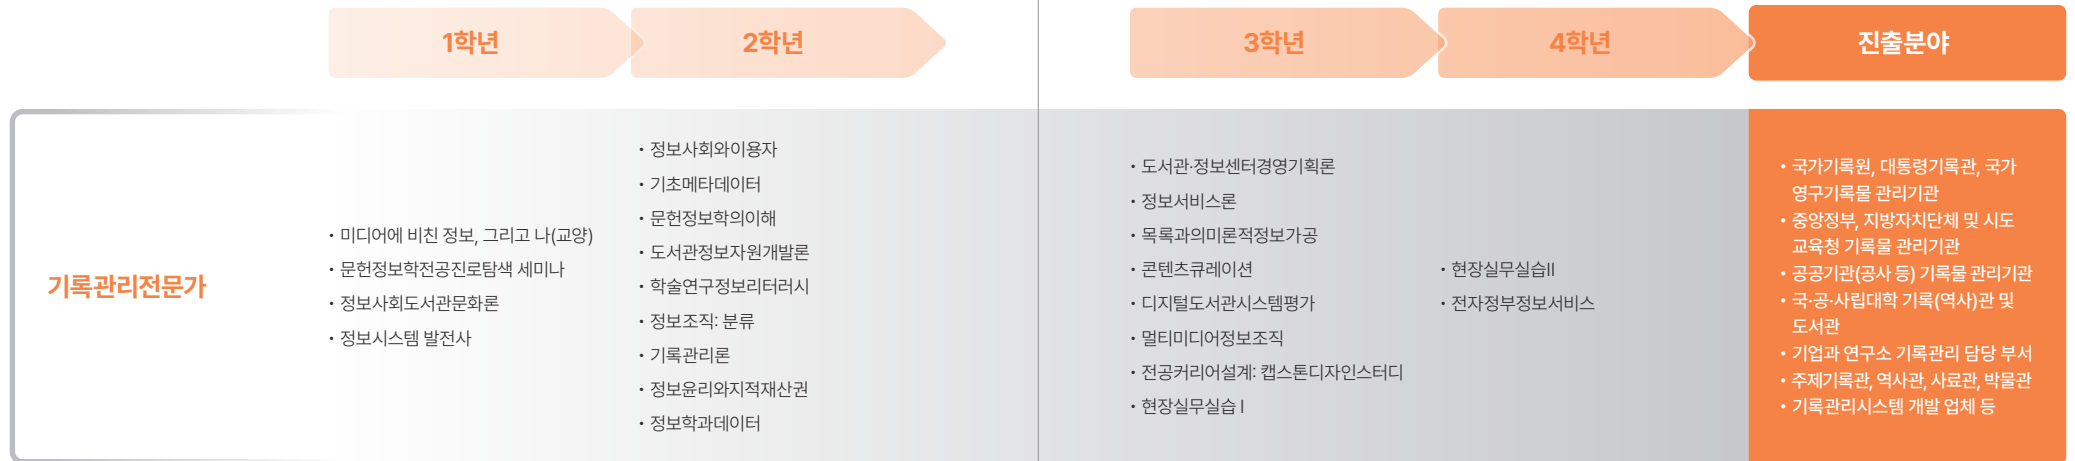 1학년
2학년
3학년
4학년
진출분야
기록관리전문가
• 미디어에 비친 정보, 그리고 나(교양)
• 문헌정보학전공진로탐색 세미나
• 정보사회도서관문화론
• 정보시스템 발전사
• 정보사회와이용자
• 기초메타데이터
• 문헌정보학의이해
• 도서관정보자원개발론
• 학술연구정보리터러시
• 정보조직: 분류
• 기록관리론
• 정보윤리와지적재산권
• 정보학과데이터
• 도서관·정보센터경영기획론
• 정보서비스론
• 목록과의미론적정보가공
• 콘텐츠큐레이션
• 디지털도서관시스템평가
• 멀티미디어정보조직
• 전공커리어설계: 캡스톤디자인스터디
• 현장실무실습 I
• 현장실무실습II
• 전자정부정보서비스
• 국가기록원, 대통령기록관, 국가
영구기록물 관리기관
• 중앙정부, 지방자치단체 및 시도
교육청 기록물 관리기관
• 공공기관(공사 등) 기록물 관리기관
• 국·공·사립대학 기록(역사)관 및
도서관
• 기업과 연구소 기록관리 담당 부서
• 주제기록관, 역사관, 사료관, 박물관
• 기록관리시스템 개발 업체 등